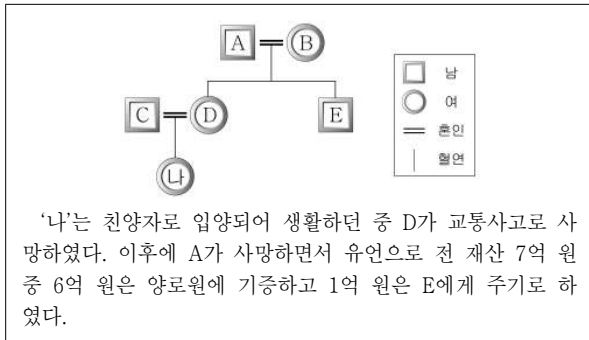 A B
남
여
혼인
혈연
C D E
나
‘나’는 친양자로 입양되어 생활하던 중 D가 교통사고로 사
망하였다. 이후에 A가 사망하면서 유언으로 전 재산 7억 원
중 6억 원은 양로원에 기증하고 1억 원은 E에게 주기로 하
였다.